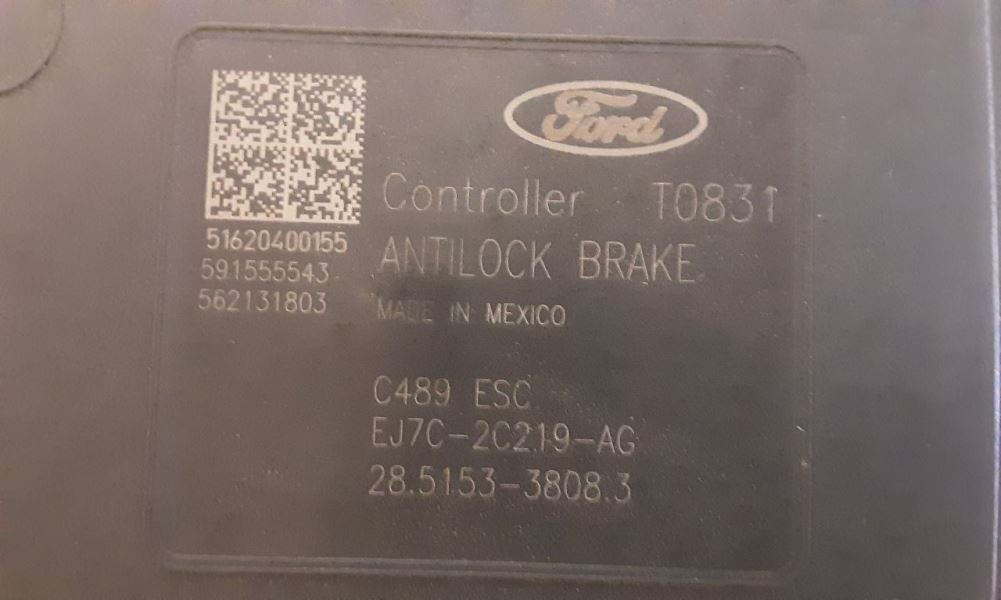 Ford
Controller T0831
ANTILOCK BRAKE
MADE IN MEXICO
51620400155
591555543
562131803
C489 ESC
EJ7C-2C219-AG
28.5153-3808.3